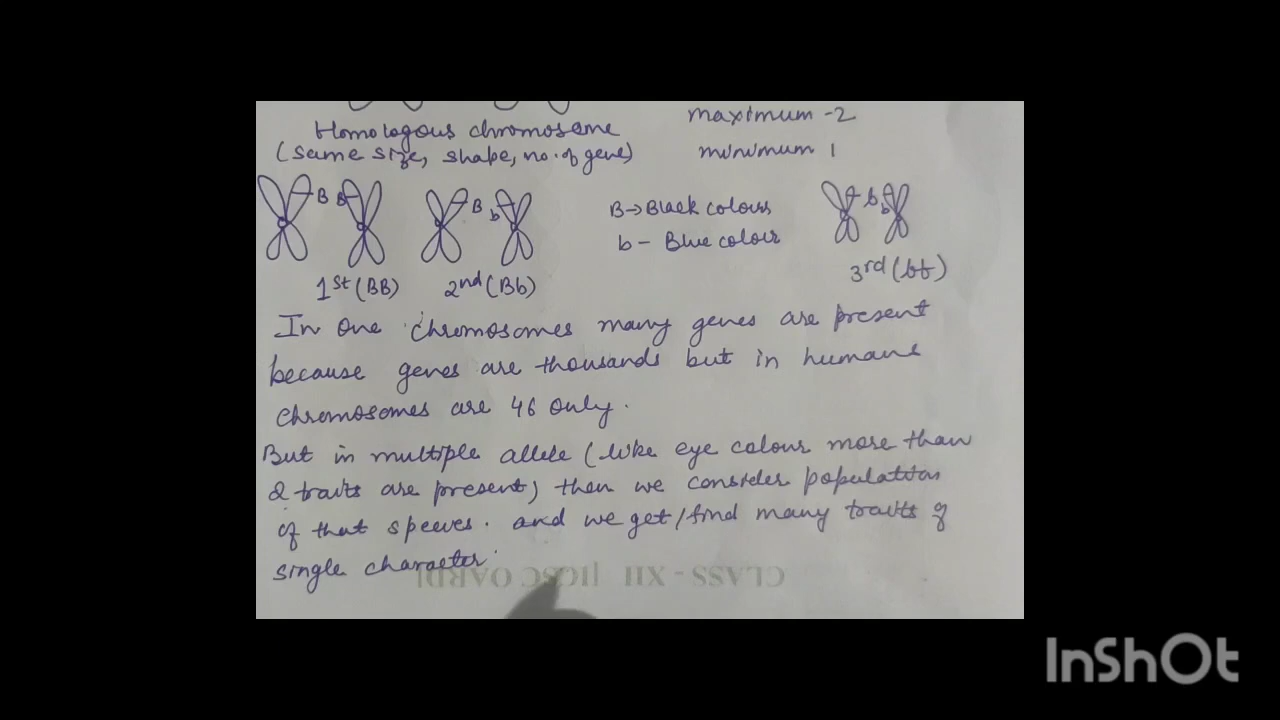 Homologous chromosome
(same size, shape, no. of gene)
maximum -2
minimum 1
B B
B b
B → Black colour
b - Blue colour
b b
1st (BB)
2nd (Bb)
3rd (bb)
In one chromosomes many genes are present
because genes are thousands but in humans
chromosomes are 46 only.
But in multiple allele (like eye colour more than
2 traits are present) then we consider population
of that species. and we get/find many traits of
single character.
CLASS - XII [ICSC OARD]
InShOt